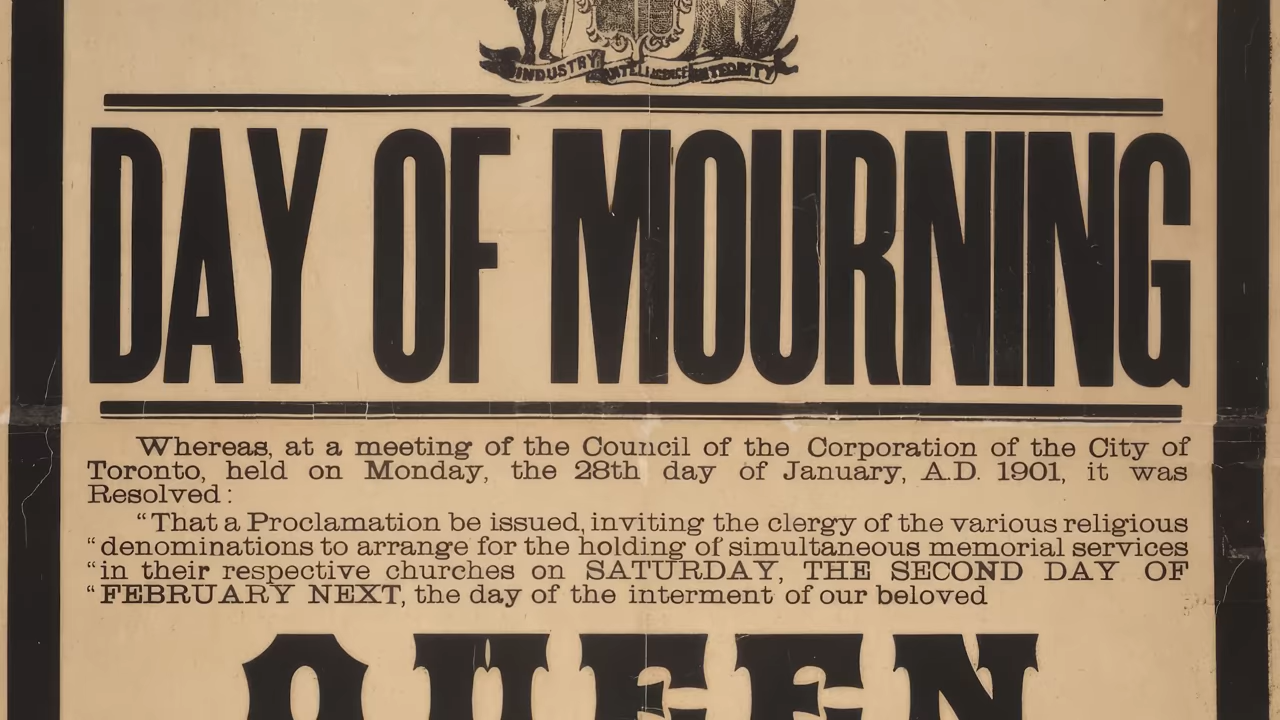 INDUSTRY INTELLIGENCE INTEGRITY
DAY OF MOURNING
Whereas, at a meeting of the Council of the Corporation of the City of
Toronto, held on Monday, the 28th day of January, A.D. 1901, it was
Resolved:
“That a Proclamation be issued, inviting the clergy of the various religious
“denominations to arrange for the holding of simultaneous memorial services
“in their respective churches on SATURDAY, THE SECOND DAY OF
“FEBRUARY NEXT, the day of the interment of our beloved
QUEEN